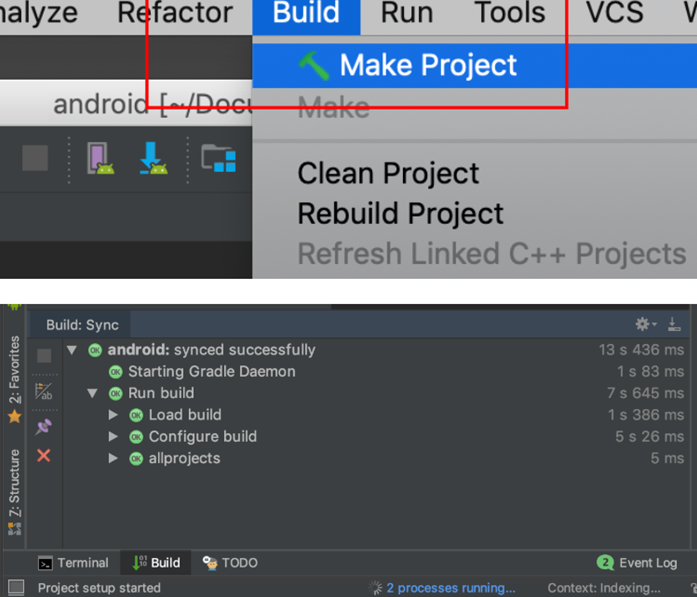 nalyze Refactor Build Run Tools VCS W
Make Project
android [~/Docu
Make
Clean Project
Rebuild Project
Refresh Linked C++ Projects
Build: Sync
android: synced successfully 13 s 436 ms
Starting Gradle Daemon 1 s 83 ms
Run build 7 s 645 ms
Load build 1 s 386 ms
Configure build 5 s 26 ms
allprojects 5 ms
2: Favorites
Z: Structure
Terminal Build TODO 2 Event Log
Project setup started 2 processes running... Context: Indexing...